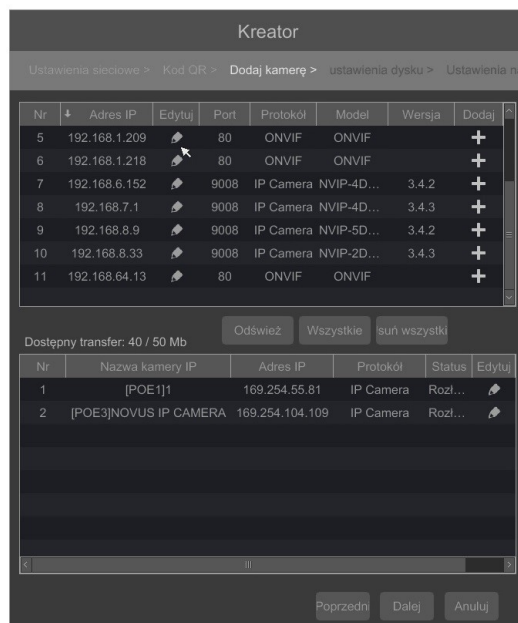 Kreator
Ustawienia sieciowe > Kod QR > Dodaj kamerę > ustawienia dysku > Ustawienia n
Nr Adres IP Edytuj Port Protokół Model Wersja Dodaj
5 192.168.1.209 80 ONVIF ONVIF
6 192.168.1.218 80 ONVIF ONVIF
7 192.168.6.152 9008 IP Camera NVIP-4D... 3.4.2
8 192.168.7.1 9008 IP Camera NVIP-4D... 3.4.3
9 192.168.8.9 9008 IP Camera NVIP-5D... 3.4.2
10 192.168.8.33 9008 IP Camera NVIP-2D... 3.4.3
11 192.168.64.13 80 ONVIF ONVIF
Odśwież Wszystkie suń wszystki
Dostępny transfer: 40 / 50 Mb
Nr Nazwa kamery IP Adres IP Protokół Status Edytuj
1 [POE1]1 169.254.55.81 IP Camera Rozł...
2 [POE3]NOVUS IP CAMERA 169.254.104.109 IP Camera Rozł...
Poprzedni Dalej Anuluj